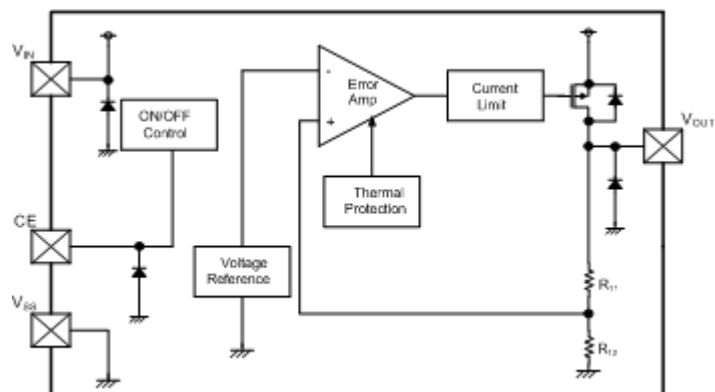 VIN
ON/OFF
Control
CE
VSS
-
+
Error
Amp
Current
Limit
Thermal
Protection
Voltage
Reference
VOUT
R11
R12